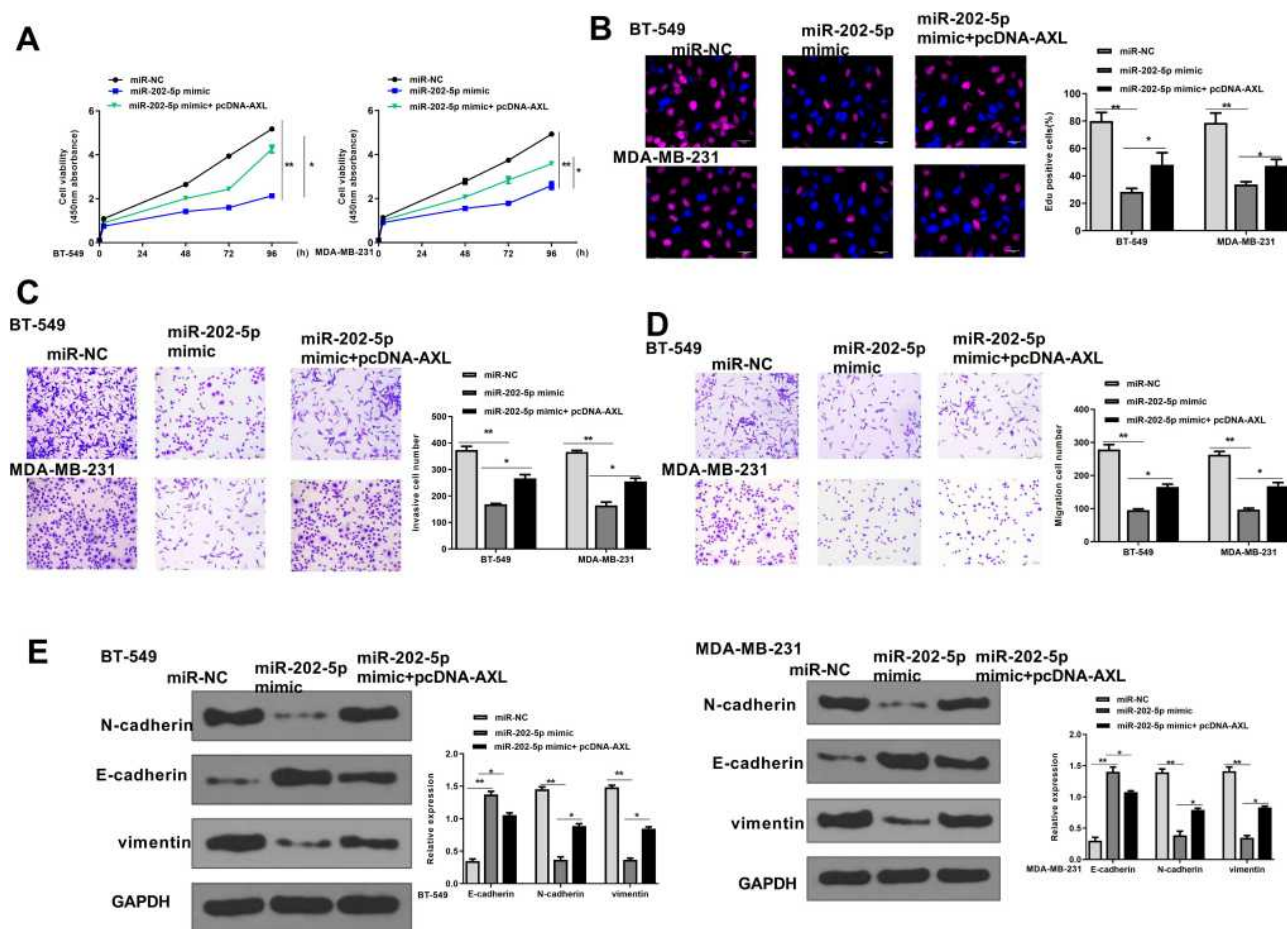 A
miR-NC
miR-202-5p mimic
miR-202-5p mimic+ pcDNA-AXL
Cell viability
(450nm absorbance)
6
4
2
0
** *
BT-549 0 24 48 72 96 (h)
miR-NC
miR-202-5p mimic
miR-202-5p mimic+ pcDNA-AXL
Cell viability
(450nm absorbance)
6
4
2
0
** *
MDA-MB-231 0 24 48 72 96 (h)
B
BT-549
miR-NC
miR-202-5p
mimic
miR-202-5p
mimic+pcDNA-AXL
MDA-MB-231
miR-NC
miR-202-5p mimic
miR-202-5p mimic+pcDNA-AXL
Edu positive cells(%)
100
80
60
40
20
0
** * ** *
BT-549 MDA-MB-231
C
BT-549
miR-NC
miR-202-5p
mimic
miR-202-5p
mimic+pcDNA-AXL
MDA-MB-231
miR-NC
miR-202-5p mimic
miR-202-5p mimic+ pcDNA-AXL
Invasive cell number
500
400
300
200
100
0
** * ** *
BT-549 MDA-MB-231
D
BT-549
miR-NC
miR-202-5p
mimic
miR-202-5p
mimic+pcDNA-AXL
MDA-MB-231
miR-NC
miR-202-5p mimic
miR-202-5p mimic+ pcDNA-AXL
Migration cell number
400
300
200
100
0
** * ** *
BT-549 MDA-MB-231
E
BT-549
miR-NC
miR-202-5p
mimic
miR-202-5p
mimic+pcDNA-AXL
N-cadherin
E-cadherin
vimentin
GAPDH
miR-NC
miR-202-5p mimic
miR-202-5p mimic+ pcDNA-AXL
Relative expression
2.0
1.5
1.0
0.5
0.0
** * ** * ** *
BT-549 E-cadherin N-cadherin vimentin
MDA-MB-231
miR-NC
miR-202-5p
mimic
miR-202-5p
mimic+pcDNA-AXL
N-cadherin
E-cadherin
vimentin
GAPDH
miR-NC
miR-202-5p mimic
miR-202-5p mimic+ pcDNA-AXL
Relative expression
2.0
1.5
1.0
0.5
0.0
** * ** * ** *
MDA-MB-231 E-cadherin N-cadherin vimentin